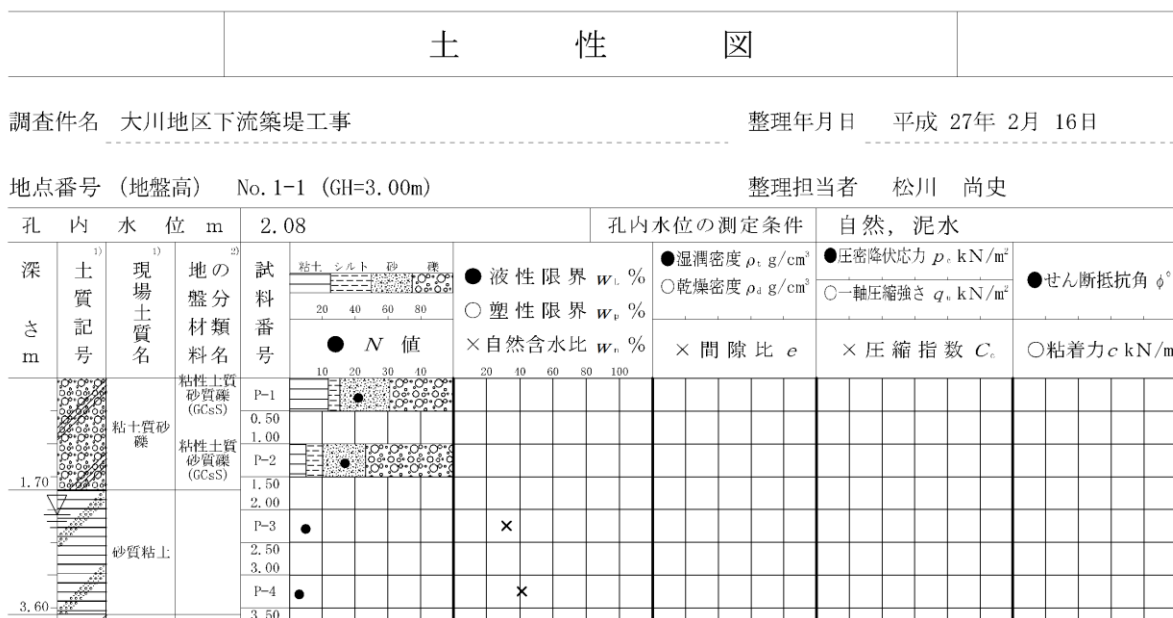 土性図
調査件名 大川地区下流築堤工事 整理年月日 平成 27年 2月 16日
地点番号 (地盤高) No.1-1 (GH=3.00m) 整理担当者 松川 尚史
孔内水位 m 2.08 孔内水位の測定条件 自然, 泥水
深さ m
1)
土質記号
1)
現場土質名
2)
地盤材料の分類名
試料番号
粘土 シルト 砂 礫
20 40 60 80
● N 値
10 20 30 40
● 液性限界 wL %
○ 塑性限界 wp %
× 自然含水比 wn %
20 40 60 80 100
●湿潤密度 ρt g/cm³
○乾燥密度 ρd g/cm³
× 間隙比 e
●圧密降伏応力 pc kN/m²
○一軸圧縮強さ qu kN/m²
× 圧縮指数 Cc
●せん断抵抗角 φ°
○粘着力 c kN/m
粘性土質
砂質礫
(GCsS)
P-1
0.50
粘土質砂
礫
1.00
粘性土質
砂質礫
(GCsS)
P-2
1.70
1.50
2.00
P-3
砂質粘土
2.50
3.00
P-4
3.60
3.50